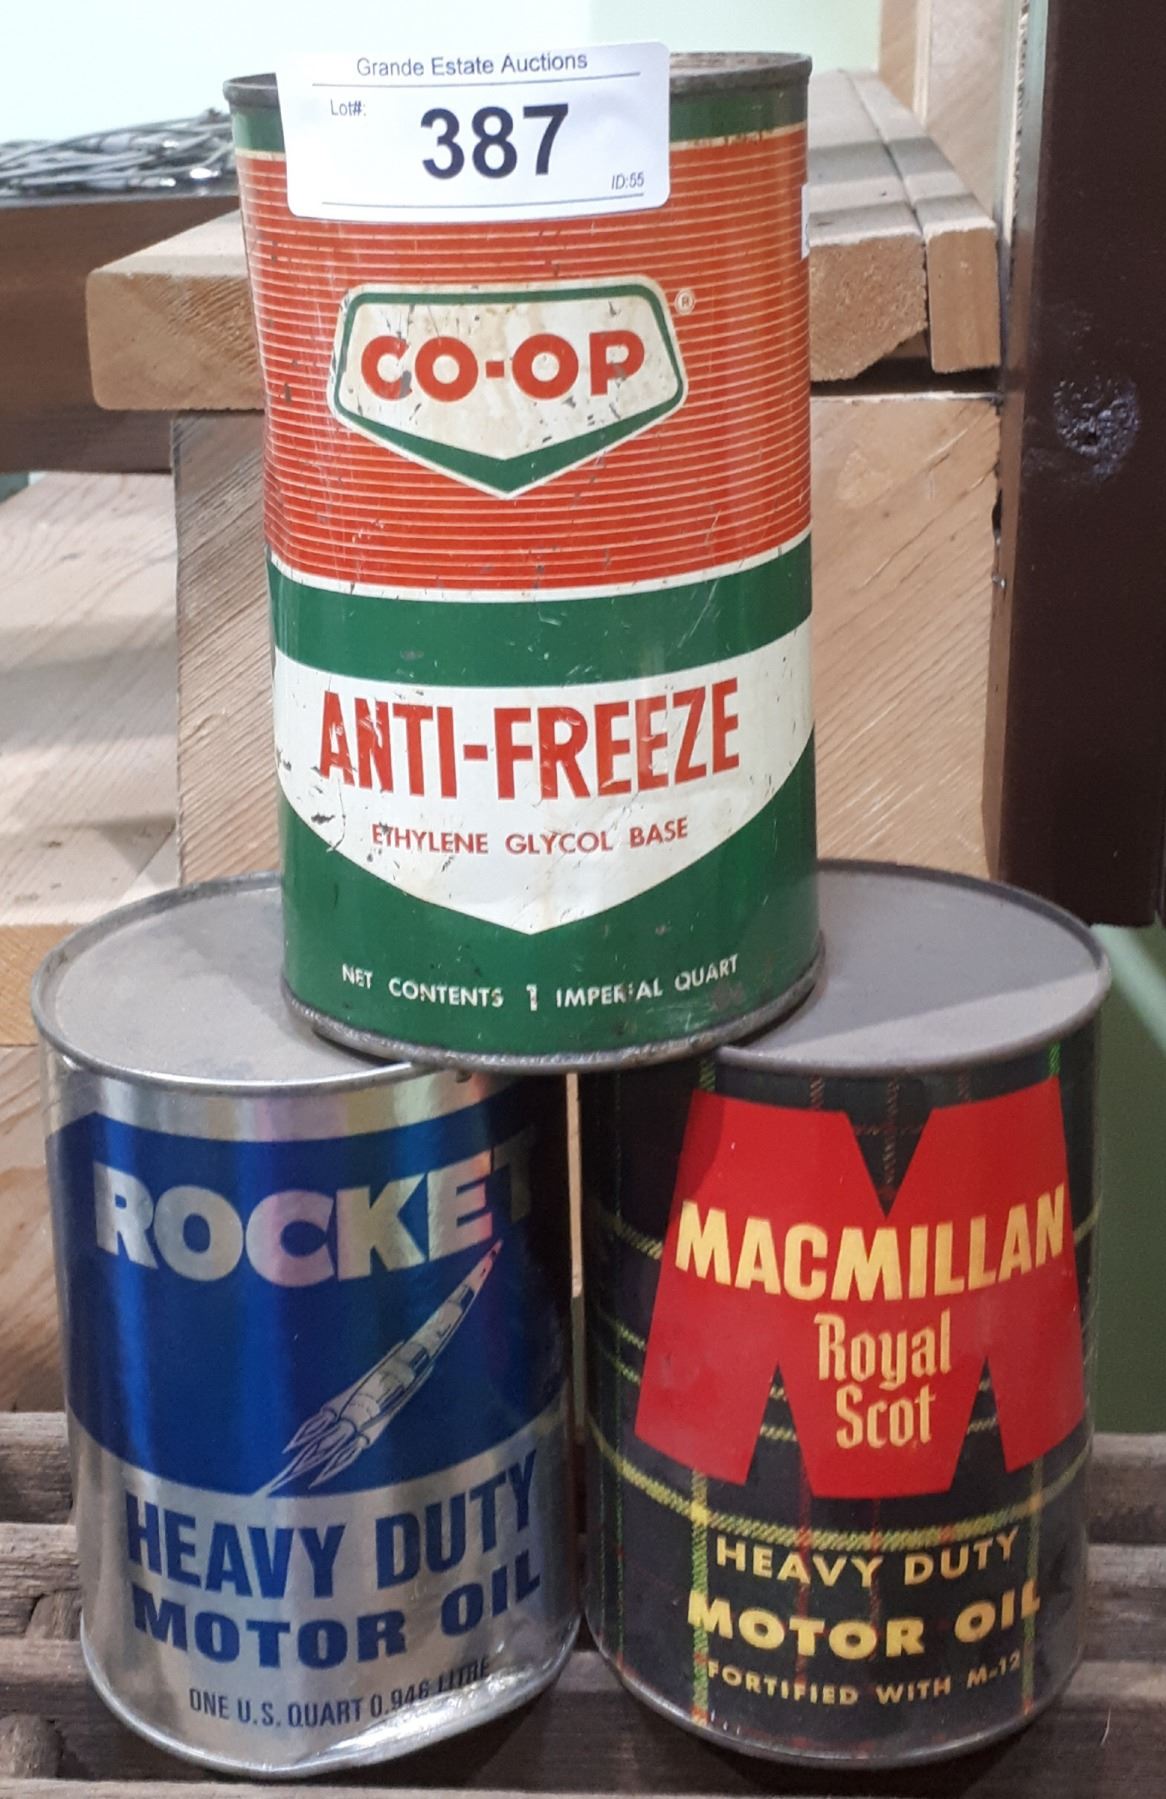 Grande Estate Auctions
Lot#:
387
ID:55
CO-OP ®
ANTI-FREEZE
ETHYLENE GLYCOL BASE
NET CONTENTS 1 IMPERIAL QUART
ROCKET
HEAVY DUTY
MOTOR OIL
ONE U.S. QUART 0.946 LITRE
MACMILLAN
Royal
Scot
HEAVY DUTY
MOTOR OIL
FORTIFIED WITH M-12